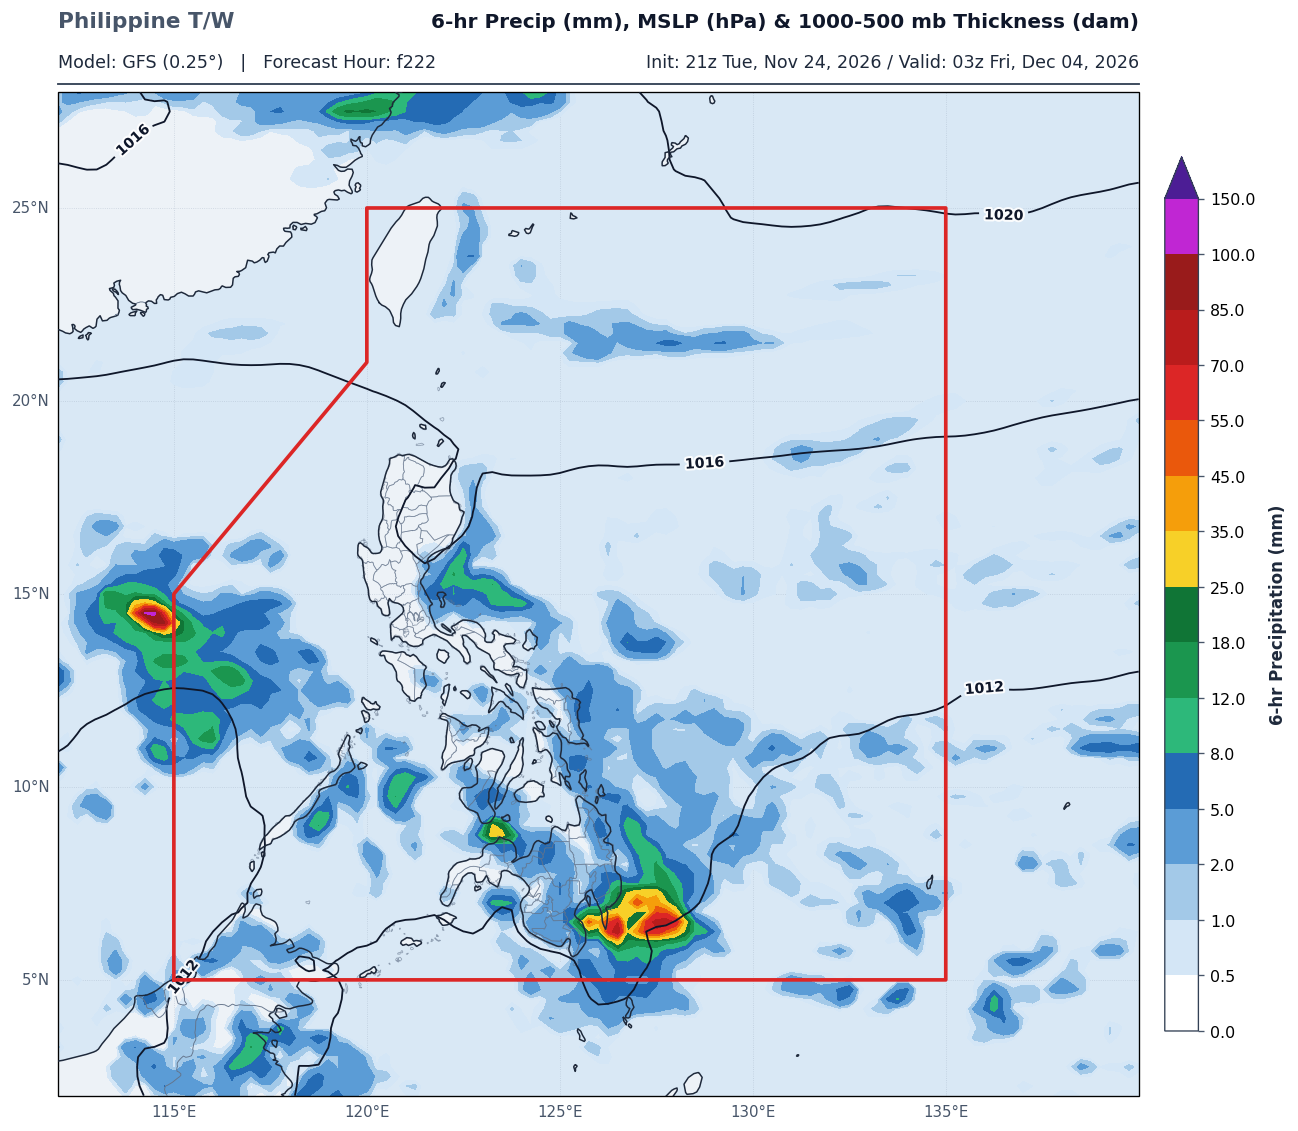 Philippine T/W
6-hr Precip (mm), MSLP (hPa) & 1000-500 mb Thickness (dam)
Model: GFS (0.25°) | Forecast Hour: f222
Init: 21z Tue, Nov 24, 2026 / Valid: 03z Fri, Dec 04, 2026
1016
1020
1016
1012
1012
25°N
20°N
15°N
10°N
5°N
115°E
120°E
125°E
130°E
135°E
150.0
100.0
85.0
70.0
55.0
45.0
35.0
25.0
18.0
12.0
8.0
5.0
2.0
1.0
0.5
0.0
6-hr Precipitation (mm)